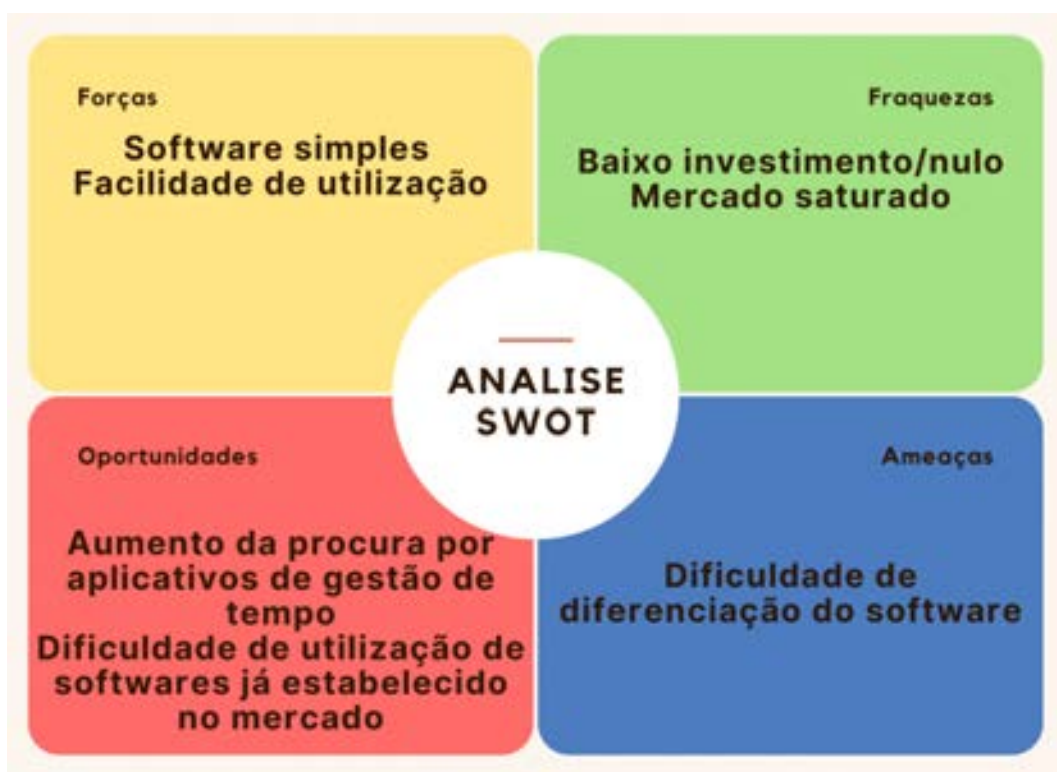 Forças
Software simples
Facilidade de utilização
Fraquezas
Baixo investimento/nulo
Mercado saturado
ANALISE
SWOT
Oportunidades
Aumento da procura por
aplicativos de gestão de
tempo
Dificuldade de utilização de
softwares já estabelecido
no mercado
Ameaças
Dificuldade de
diferenciação do software